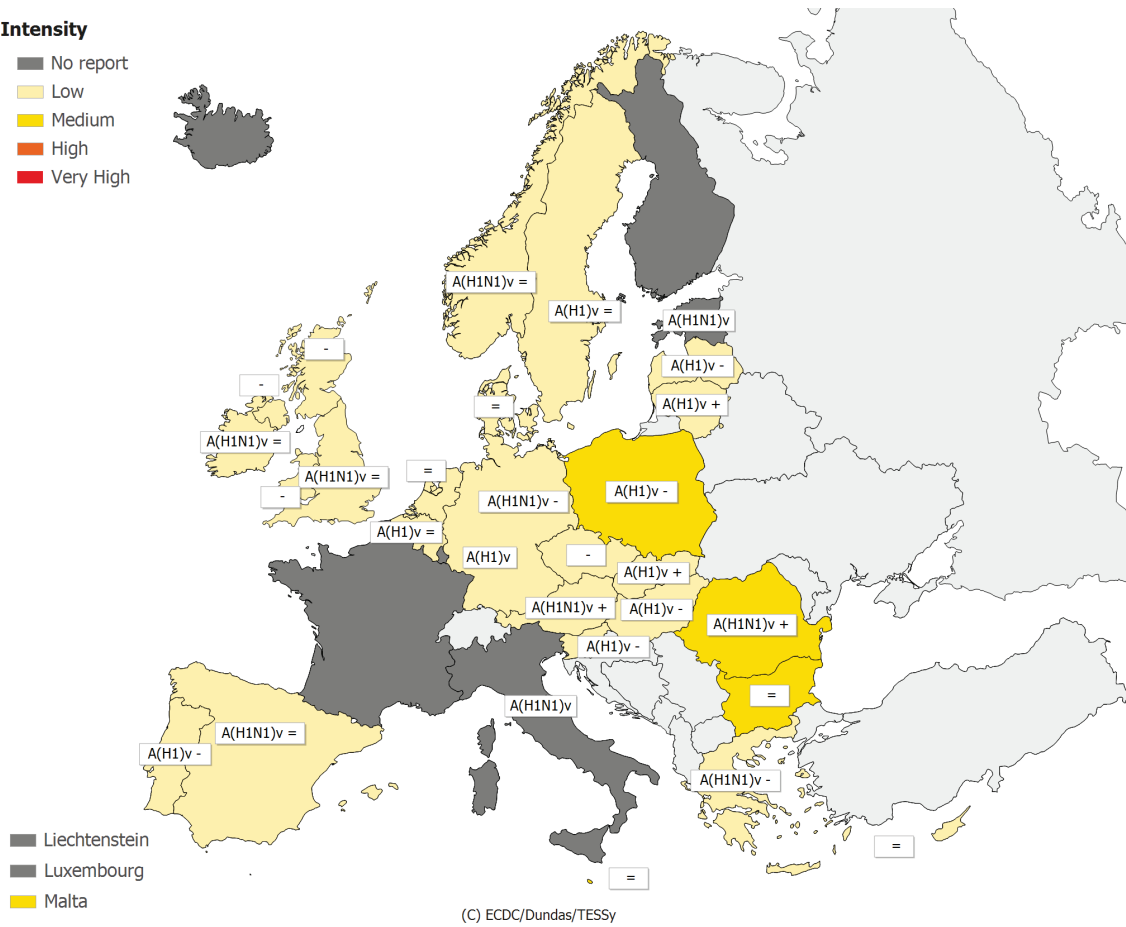 Intensity
No report
Low
Medium
High
Very High
A(H1N1)v =
A(H1)v =
A(H1N1)v
-
A(H1)v -
-
=
A(H1)v +
A(H1N1)v =
=
A(H1N1)v =
A(H1)v -
-
A(H1N1)v -
A(H1)v =
A(H1)v
-
A(H1)v +
A(H1N1)v +
A(H1)v -
A(H1N1)v +
A(H1)v -
=
A(H1N1)v
A(H1N1)v =
A(H1)v -
A(H1N1)v -
Liechtenstein
=
Luxembourg
=
Malta
(C) ECDC/Dundas/TESSy